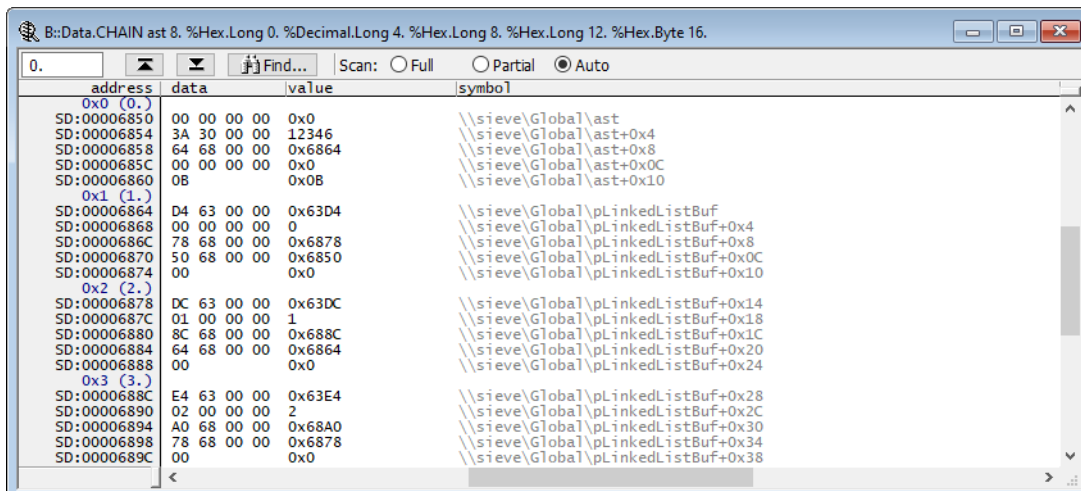 B::Data.CHAIN ast 8. %Hex.Long 0. %Decimal.Long 4. %Hex.Long 8. %Hex.Long 12. %Hex.Byte 16.
0. Find... Scan: Full Partial Auto
address data value symbol
0x0 (0.)
SD:00006850 00 00 00 00 0x0 \\sieve\Global\ast
SD:00006854 3A 30 00 00 12346 \\sieve\Global\ast+0x4
SD:00006858 64 68 00 00 0x6864 \\sieve\Global\ast+0x8
SD:0000685C 00 00 00 00 0x0 \\sieve\Global\ast+0x0C
SD:00006860 0B 0x0B \\sieve\Global\ast+0x10
0x1 (1.)
SD:00006864 D4 63 00 00 0x63D4 \\sieve\Global\pLinkedListBuf
SD:00006868 00 00 00 00 0 \\sieve\Global\pLinkedListBuf+0x4
SD:0000686C 78 68 00 00 0x6878 \\sieve\Global\pLinkedListBuf+0x8
SD:00006870 50 68 00 00 0x6850 \\sieve\Global\pLinkedListBuf+0x0C
SD:00006874 00 0x0 \\sieve\Global\pLinkedListBuf+0x10
0x2 (2.)
SD:00006878 DC 63 00 00 0x63DC \\sieve\Global\pLinkedListBuf+0x14
SD:0000687C 01 00 00 00 1 \\sieve\Global\pLinkedListBuf+0x18
SD:00006880 8C 68 00 00 0x688C \\sieve\Global\pLinkedListBuf+0x1C
SD:00006884 64 68 00 00 0x6864 \\sieve\Global\pLinkedListBuf+0x20
SD:00006888 00 0x0 \\sieve\Global\pLinkedListBuf+0x24
0x3 (3.)
SD:0000688C E4 63 00 00 0x63E4 \\sieve\Global\pLinkedListBuf+0x28
SD:00006890 02 00 00 00 2 \\sieve\Global\pLinkedListBuf+0x2C
SD:00006894 A0 68 00 00 0x68A0 \\sieve\Global\pLinkedListBuf+0x30
SD:00006898 78 68 00 00 0x6878 \\sieve\Global\pLinkedListBuf+0x34
SD:0000689C 00 0x0 \\sieve\Global\pLinkedListBuf+0x38